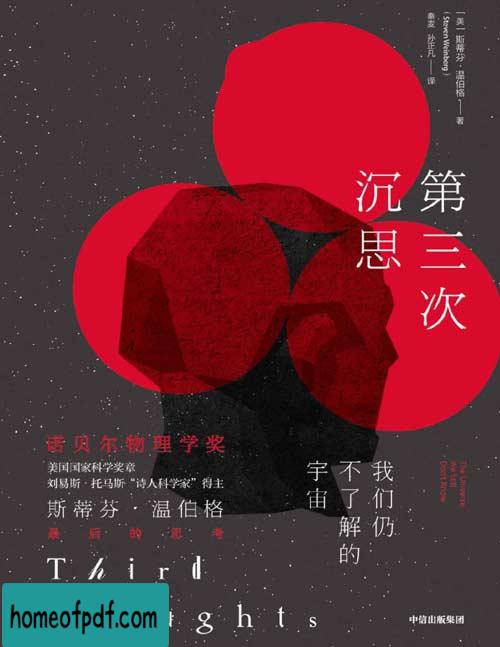 [美] 斯蒂芬·温伯格——著
(Steven Weinberg)
秦麦 孙正凡——译
第三次
沉思
诺贝尔物理学奖
美国国家科学奖章
刘易斯·托马斯“诗人科学家”得主
斯蒂芬·温伯格
最后的思考
我们仍
不了解的
宇宙
The Universe
We Still
Don't Know
Third
ghts
homeofpdf.com
中信出版集团